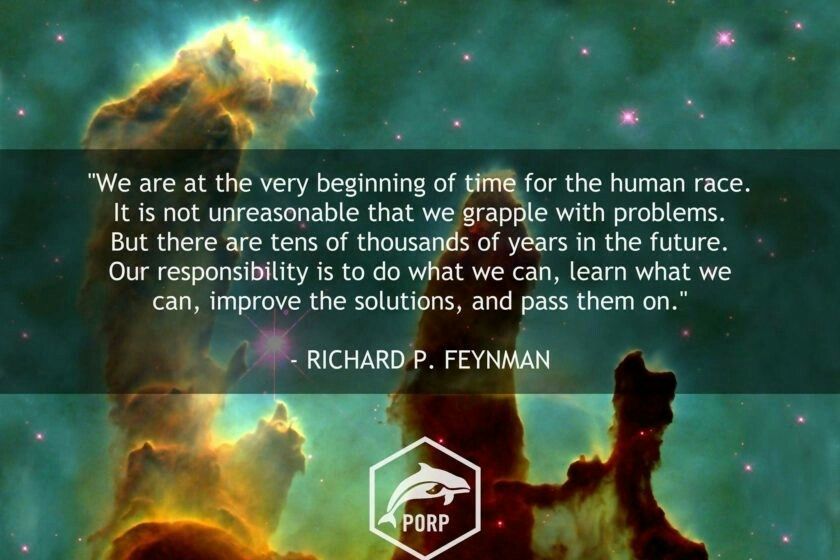 "We are at the very beginning of time for the human race.
It is not unreasonable that we grapple with problems.
But there are tens of thousands of years in the future.
Our responsibility is to do what we can, learn what we
can, improve the solutions, and pass them on."
- RICHARD P. FEYNMAN
PORP